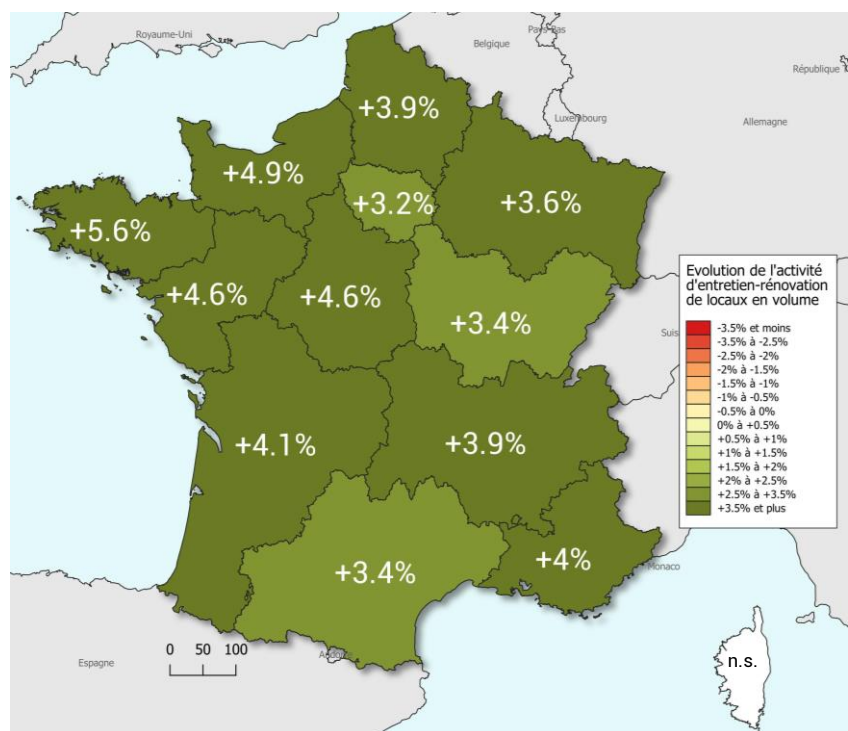 Royaume-Uni
Pays-Bas
Belgique
République
Luxembourg
Allemagne
+3.9%
+4.9%
+3.2%
+3.6%
+5.6%
+4.6%
+4.6%
+3.4%
Suis
Evolution de l'activité
d'entretien-rénovation
de locaux en volume
-3.5% et moins
-3.5% à -2.5%
-2.5% à -2%
-2% à -1.5%
-1.5% à -1%
-1% à -0.5%
-0.5% à 0%
0% à +0.5%
+0.5% à +1%
+1% à +1.5%
+1.5% à +2%
+2% à +2.5%
+2.5% à +3.5%
+3.5% et plus
+4.1%
+3.9%
+3.4%
+4%
Monaco
0 50 100
Espagne
Andorre
n.s.